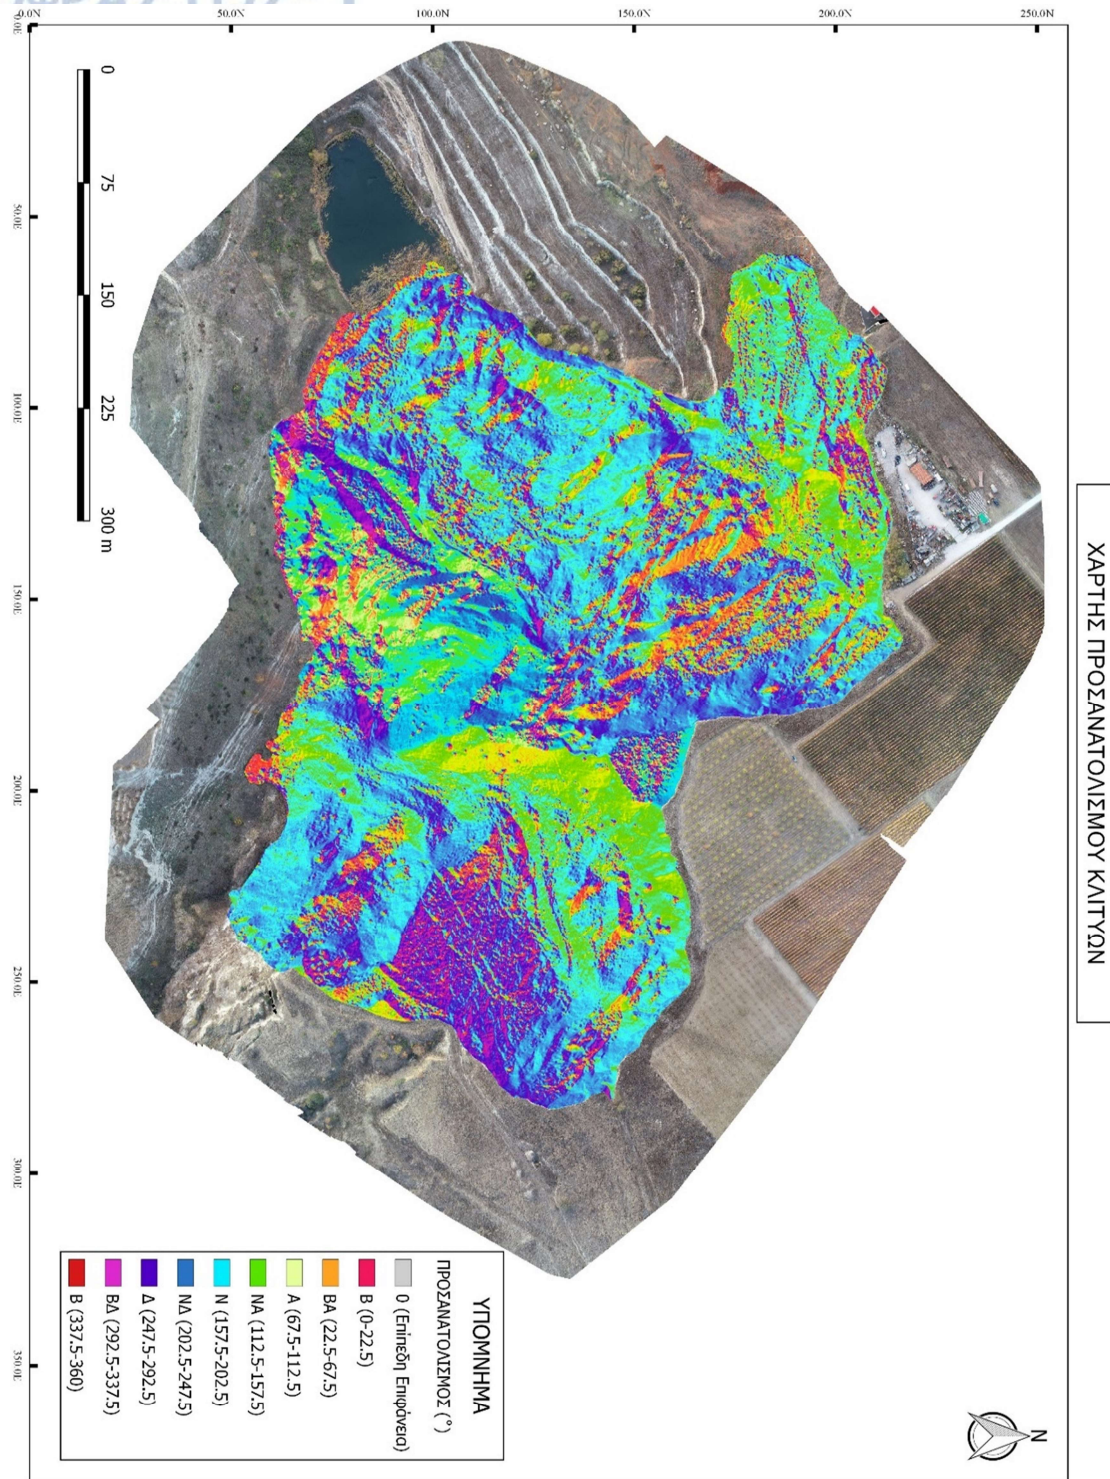 ΧΑΡΤΗΣ ΠΡΟΣΑΝΑΤΟΛΙΣΜΟΥ ΚΛΙΤΥΩΝ
0.0N
50.0N
100.0N
150.0N
200.0N
250.0N
50.0E
100.0E
150.0E
200.0E
250.0E
300.0E
350.0E
0
75
150
225
300 m
N
ΥΠΟΜΝΗΜΑ
ΠΡΟΣΑΝΑΤΟΛΙΣΜΟΣ (°)
0 (Επίπεδη Επιφάνεια)
Β (0-22.5)
ΒΑ (22.5-67.5)
Α (67.5-112.5)
ΝΑ (112.5-157.5)
Ν (157.5-202.5)
ΝΔ (202.5-247.5)
Δ (247.5-292.5)
ΒΔ (292.5-337.5)
Β (337.5-360)